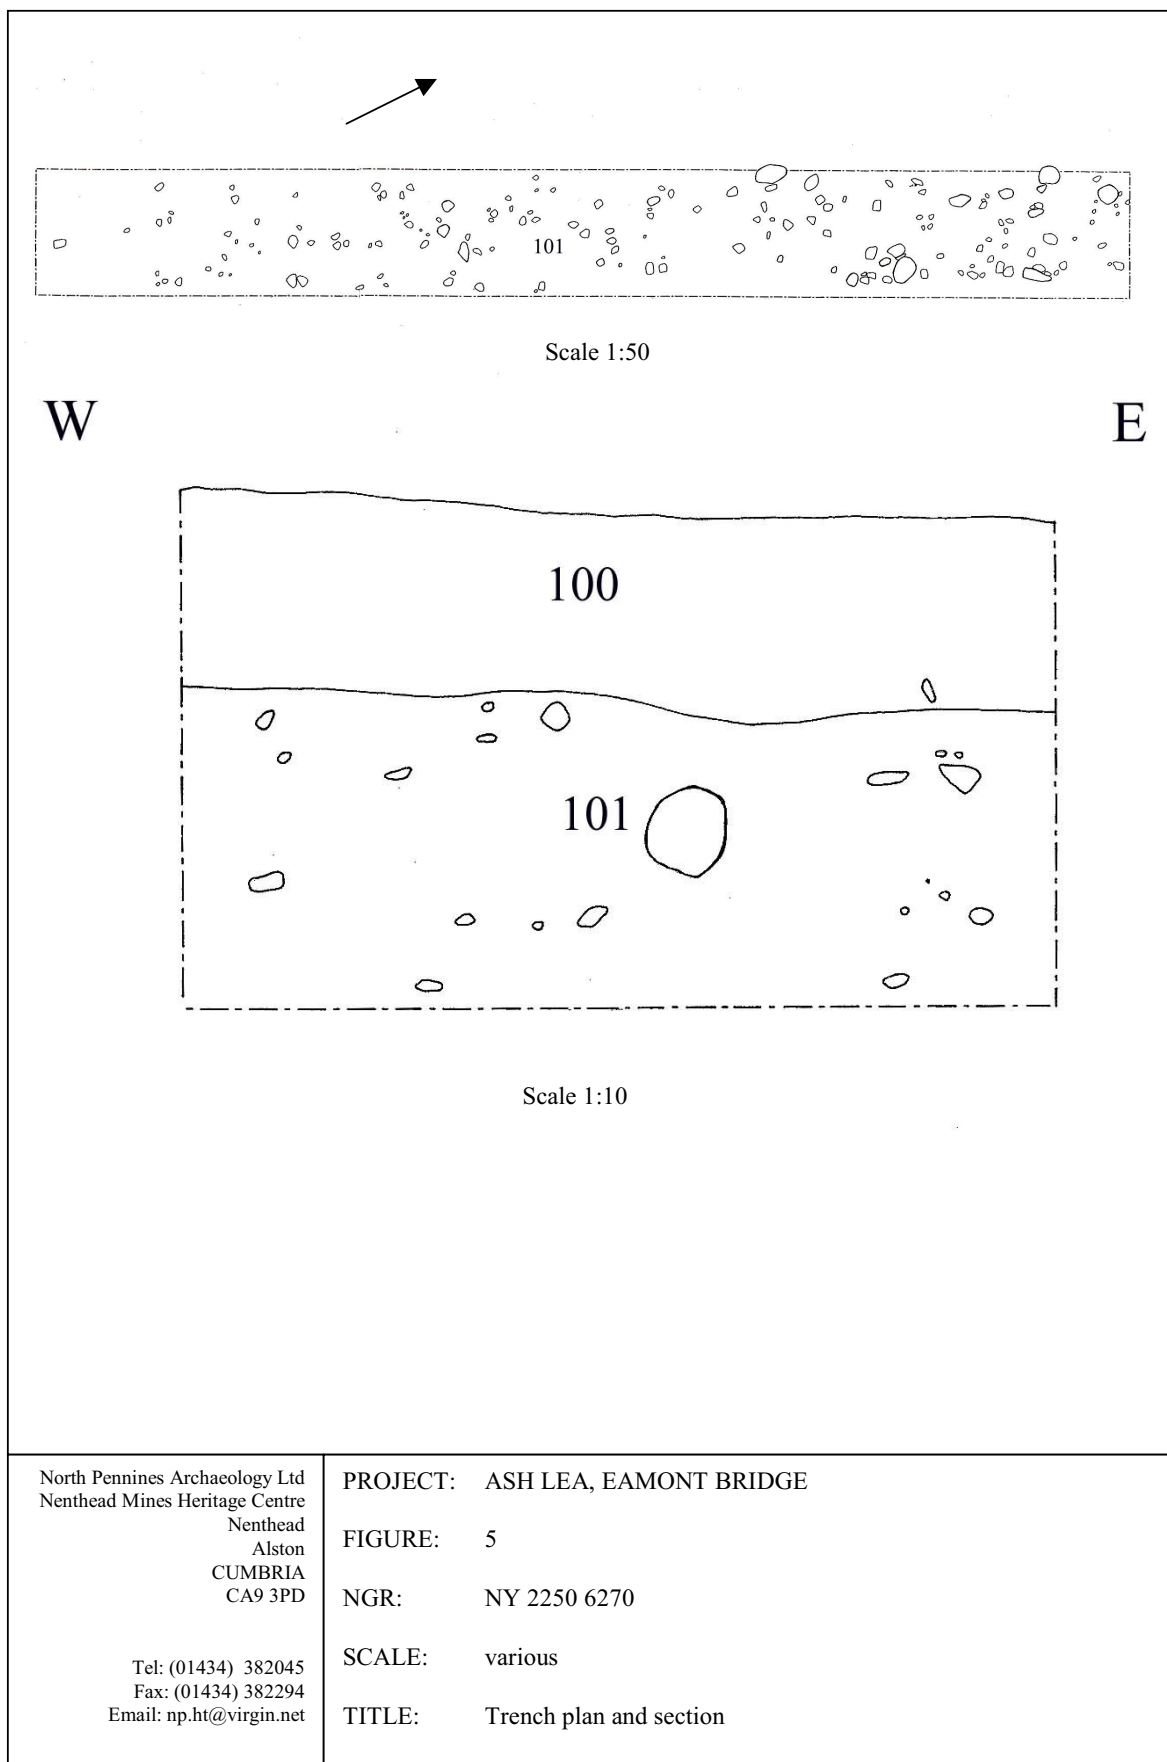 101
Scale 1:50
W
E
100
101
Scale 1:10
North Pennines Archaeology Ltd
Nenthead Mines Heritage Centre
Nenthead
Alston
CUMBRIA
CA9 3PD
Tel: (01434) 382045
Fax: (01434) 382294
Email: np.ht@virgin.net
PROJECT: ASH LEA, EAMONT BRIDGE
FIGURE: 5
NGR: NY 2250 6270
SCALE: various
TITLE: Trench plan and section